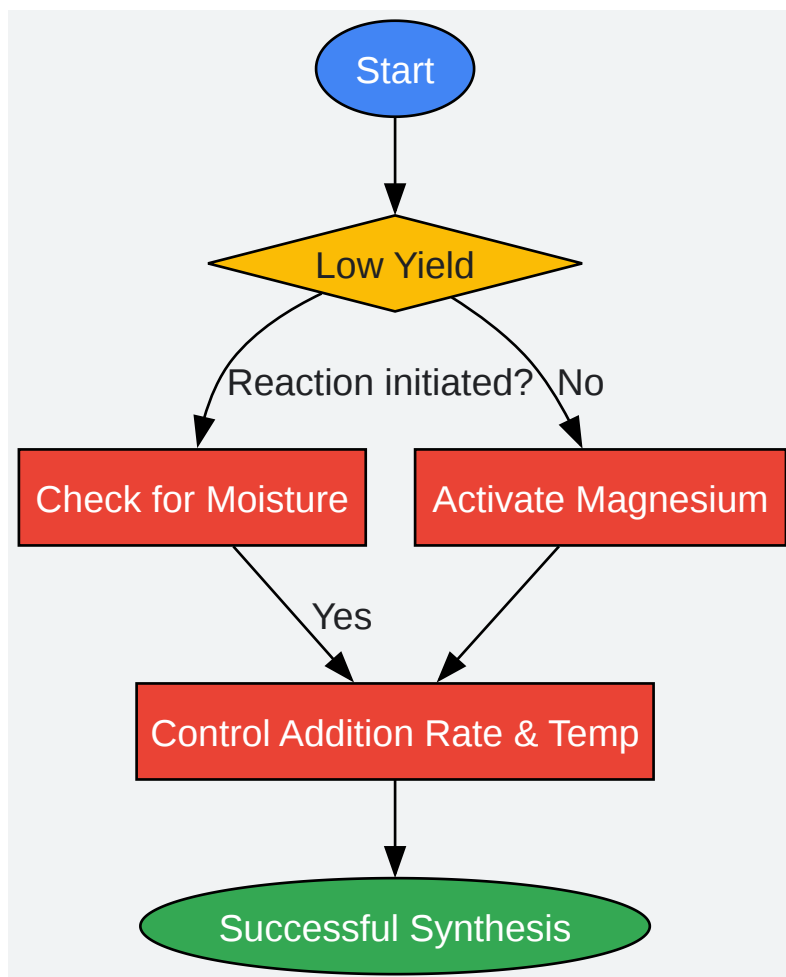 Start
Low Yield
Reaction initiated?
No
Check for Moisture
Activate Magnesium
Yes
Control Addition Rate & Temp
Successful Synthesis